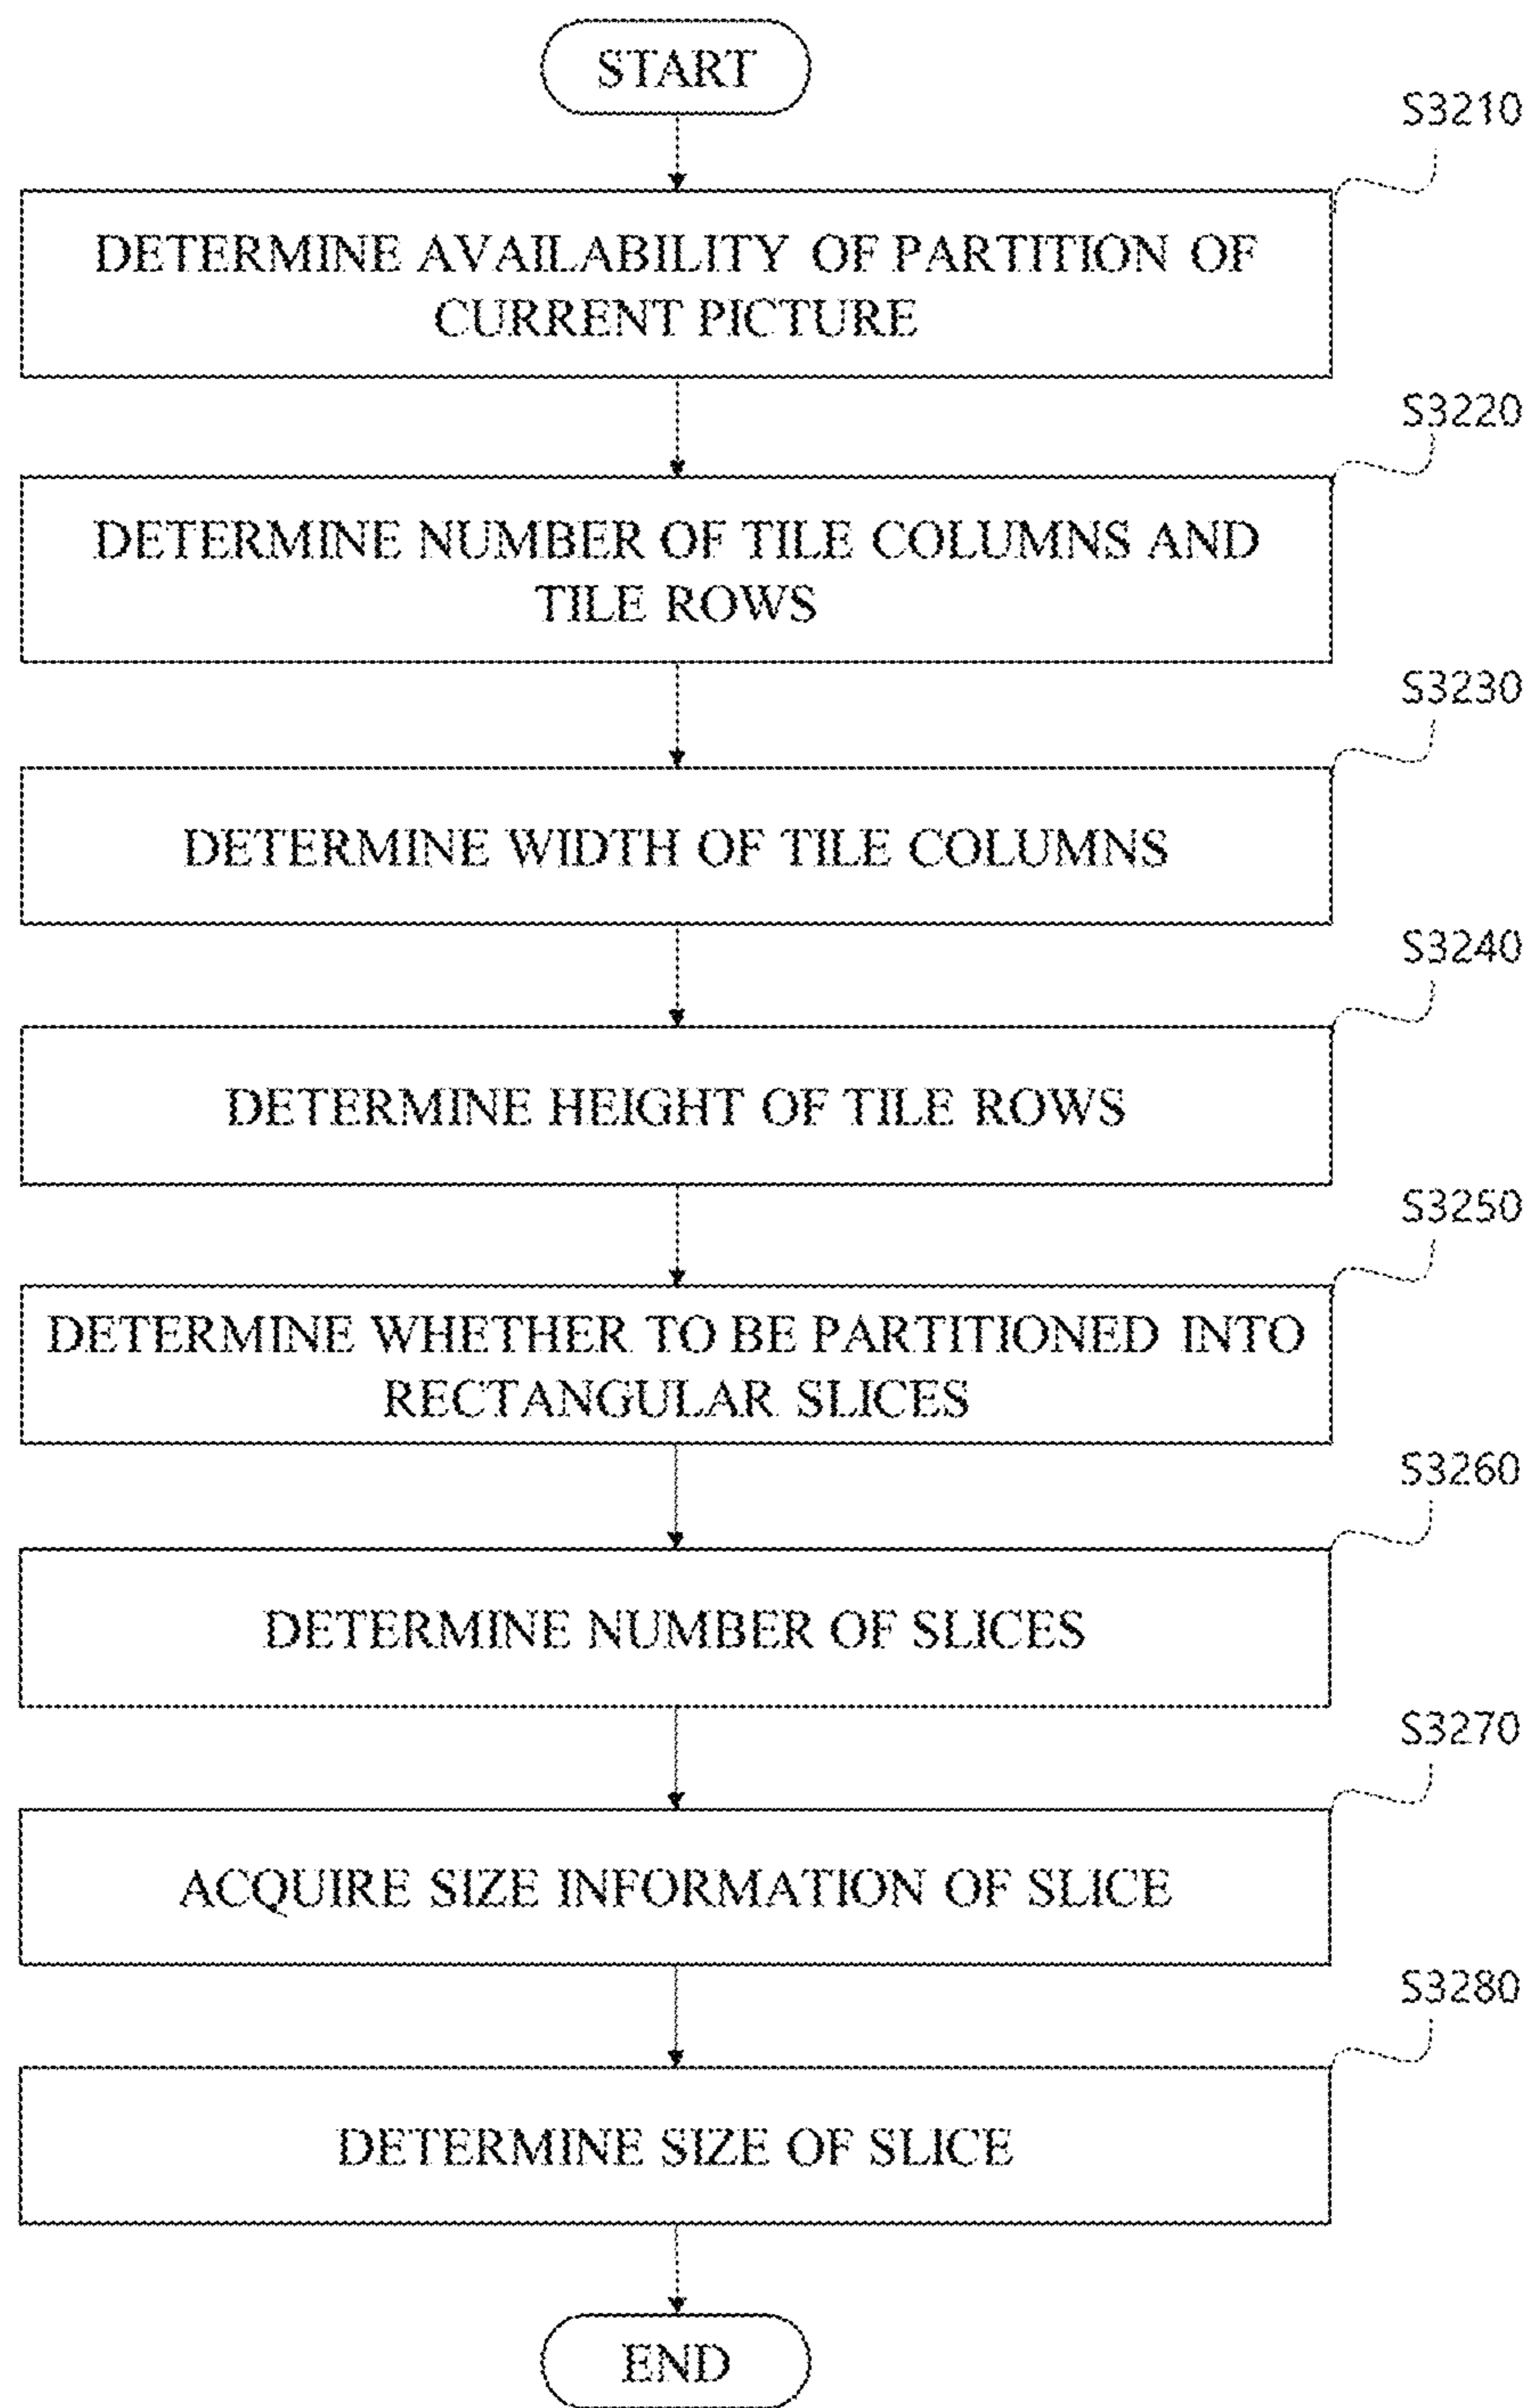 START
S3210
DETERMINE AVAILABILITY OF PARTITION OF
CURRENT PICTURE
S3220
DETERMINE NUMBER OF TILE COLUMNS AND
TILE ROWS
S3230
DETERMINE WIDTH OF TILE COLUMNS
S3240
DETERMINE HEIGHT OF TILE ROWS
S3250
DETERMINE WHETHER TO BE PARTITIONED INTO
RECTANGULAR SLICES
S3260
DETERMINE NUMBER OF SLICES
S3270
ACQUIRE SIZE INFORMATION OF SLICE
S3280
DETERMINE SIZE OF SLICE
END